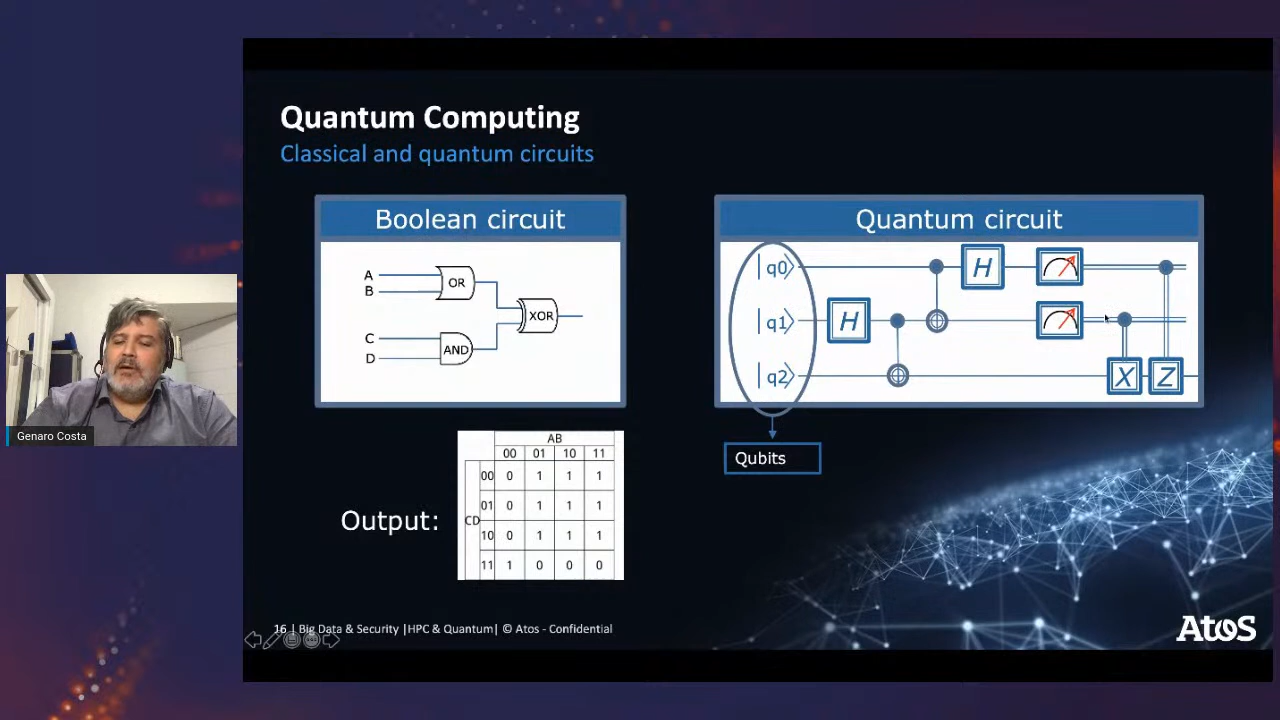 Quantum Computing
Classical and quantum circuits
Boolean circuit
A
B
OR
XOR
C
D
AND
Quantum circuit
|q0⟩
H
|q1⟩
H
|q2⟩
X
Z
Qubits
Output:
AB
00 01 10 11
CD
00 0 1 1 1
01 0 1 1 1
10 0 1 1 1
11 1 0 0 0
Genaro Costa
16 | Big Data & Security |HPC & Quantum| © Atos - Confidential
Atos